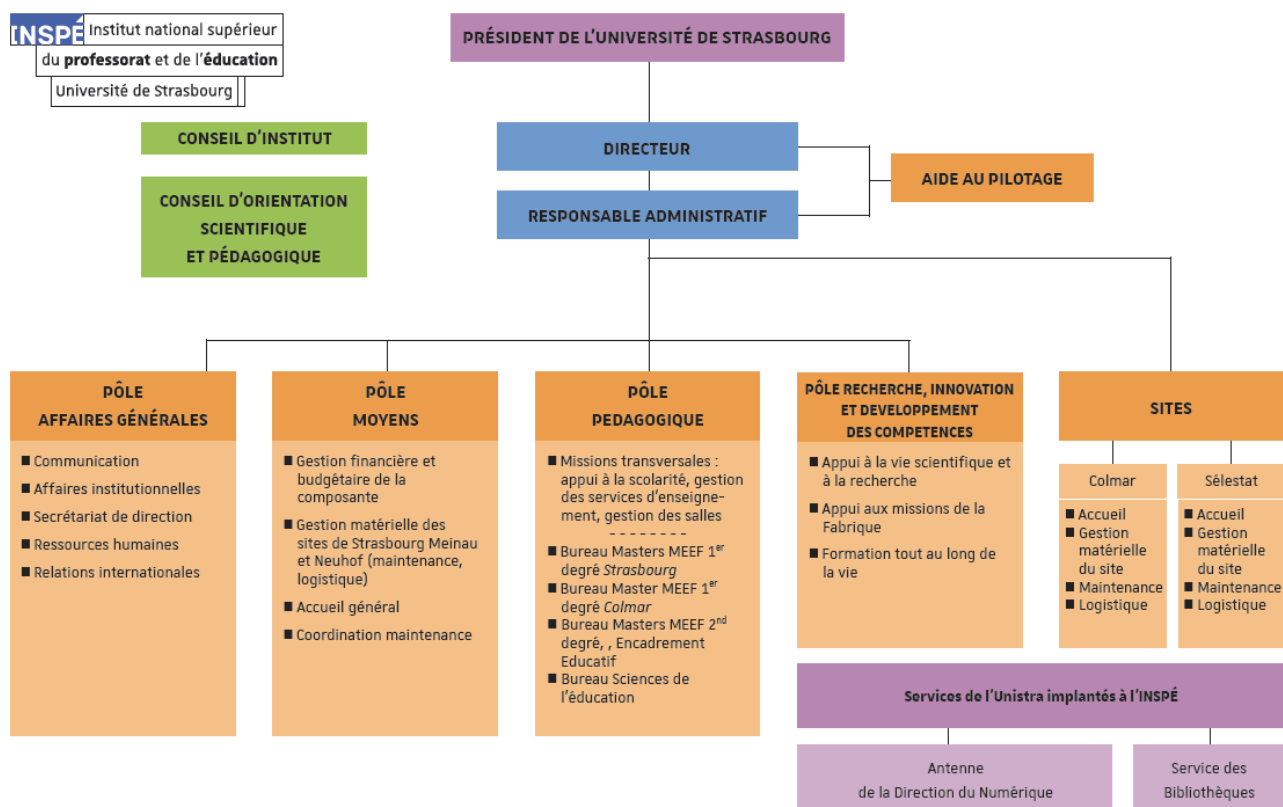 INSPÉ Institut national supérieur
du professorat et de l'éducation
Université de Strasbourg
PRÉSIDENT DE L'UNIVERSITÉ DE STRASBOURG
CONSEIL D'INSTITUT
CONSEIL D'ORIENTATION
SCIENTIFIQUE
ET PÉDAGOGIQUE
DIRECTEUR
RESPONSABLE ADMINISTRATIF
AIDE AU PILOTAGE
PÔLE
AFFAIRES GÉNÉRALES
■ Communication
■ Affaires institutionnelles
■ Secrétariat de direction
■ Ressources humaines
■ Relations internationales
PÔLE
MOYENS
■ Gestion financière et
budgétaire de la
composante
■ Gestion matérielle des
sites de Strasbourg Meinau
et Neuhof (maintenance,
logistique)
■ Accueil général
■ Coordination maintenance
PÔLE
PEDAGOGIQUE
■ Missions transversales :
appui à la scolarité, gestion
des services d'enseigne-
ment, gestion des salles
- - - - - - - -
■ Bureau Masters MEEF 1er
degré Strasbourg
■ Bureau Master MEEF 1er
degré Colmar
■ Bureau Masters MEEF 2nd
degré, , Encadrement
Educatif
■ Bureau Sciences de
l'éducation
PÔLE RECHERCHE, INNOVATION
ET DEVELOPPEMENT
DES COMPETENCES
■ Appui à la vie scientifique et
à la recherche
■ Appui aux missions de la
Fabrique
■ Formation tout au long de
la vie
SITES
Colmar
■ Accueil
■ Gestion
matérielle
du site
■ Maintenance
■ Logistique
Sélestat
■ Accueil
■ Gestion
matérielle
du site
■ Maintenance
■ Logistique
Services de l'Unistra implantés à l'INSPÉ
Antenne
de la Direction du Numérique
Service des
Bibliothèques